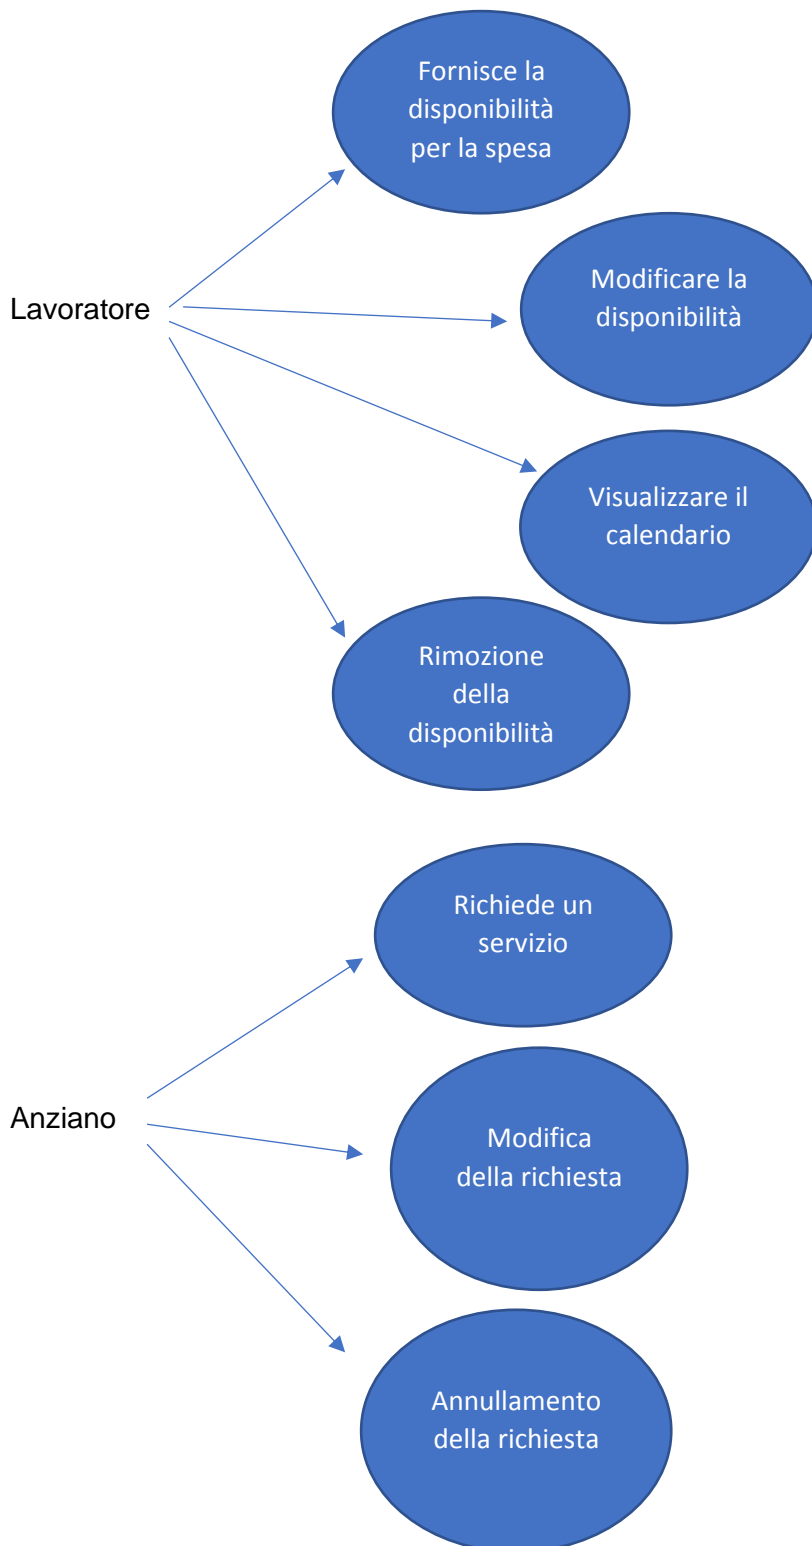 Fornisce la
disponibilità
per la spesa
Lavoratore
Modificare la
disponibilità
Visualizzare il
calendario
Rimozione
della
disponibilità
Richiede un
servizio
Anziano
Modifica
della richiesta
Annullamento
della richiesta